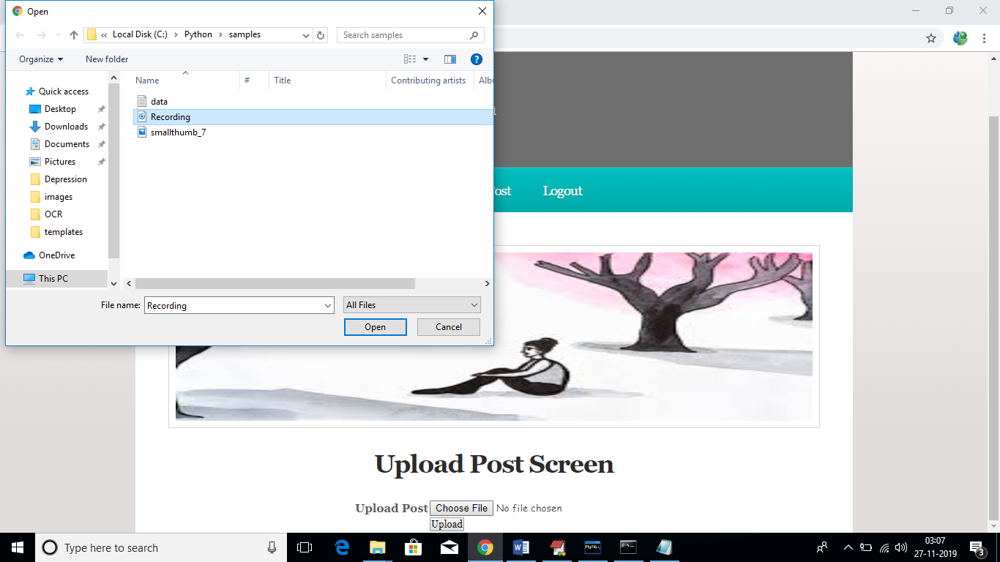 Open
« Local Disk (C:) > Python > samples
Search samples
Organize
New folder
Name
#
Title
Contributing artists
Albu
Quick access
Desktop
Downloads
Documents
Pictures
Depression
images
OCR
templates
OneDrive
This PC
data
Recording
smallthumb_7
File name: Recording
All Files
Open
Cancel
ost
Logout
Upload Post Screen
Upload Post Choose File No file chosen
Upload
Type here to search
03:07
27-11-2019
3